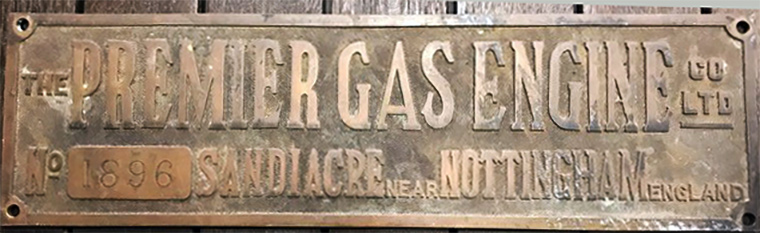 THE PREMIER GAS ENGINE CO LTD
No 1896 SANDIACRE NEAR NOTTINGHAM ENGLAND